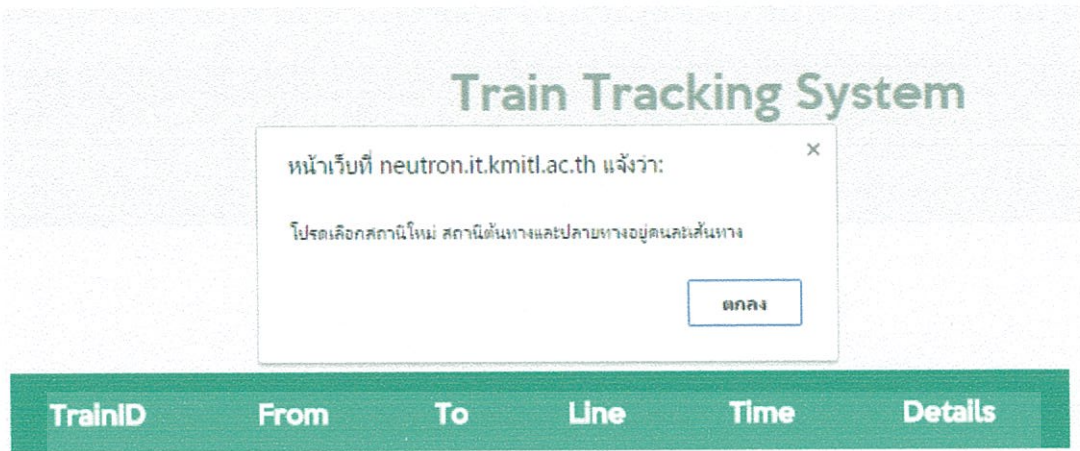 Train Tracking System
หน้าเว็บที่ neutron.it.kmitl.ac.th แจ้งว่า:
×
โปรดเลือกสถานีใหม่ สถานีต้นทางและปลายทางอยู่คนละเส้นทาง
ตกลง
TrainID From To Line Time Details